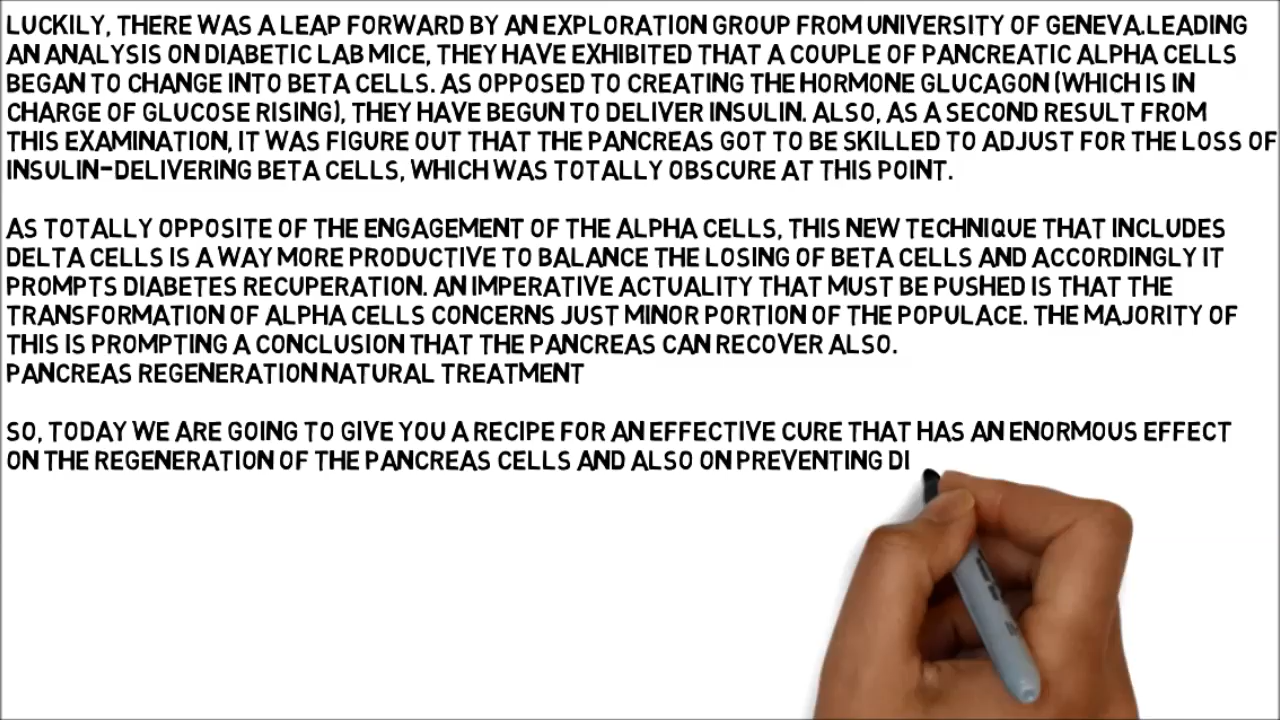 LUCKILY, THERE WAS A LEAP FORWARD BY AN EXPLORATION GROUP FROM UNIVERSITY OF GENEVA.LEADING
AN ANALYSIS ON DIABETIC LAB MICE, THEY HAVE EXHIBITED THAT A COUPLE OF PANCREATIC ALPHA CELLS
BEGAN TO CHANGE INTO BETA CELLS. AS OPPOSED TO CREATING THE HORMONE GLUCAGON (WHICH IS IN
CHARGE OF GLUCOSE RISING), THEY HAVE BEGUN TO DELIVER INSULIN. ALSO, AS A SECOND RESULT FROM
THIS EXAMINATION, IT WAS FIGURE OUT THAT THE PANCREAS GOT TO BE SKILLED TO ADJUST FOR THE LOSS OF
INSULIN-DELIVERING BETA CELLS, WHICH WAS TOTALLY OBSCURE AT THIS POINT.
AS TOTALLY OPPOSITE OF THE ENGAGEMENT OF THE ALPHA CELLS, THIS NEW TECHNIQUE THAT INCLUDES
DELTA CELLS IS A WAY MORE PRODUCTIVE TO BALANCE THE LOSING OF BETA CELLS AND ACCORDINGLY IT
PROMPTS DIABETES RECUPERATION. AN IMPERATIVE ACTUALITY THAT MUST BE PUSHED IS THAT THE
TRANSFORMATION OF ALPHA CELLS CONCERNS JUST MINOR PORTION OF THE POPULACE. THE MAJORITY OF
THIS IS PROMPTING A CONCLUSION THAT THE PANCREAS CAN RECOVER ALSO.
PANCREAS REGENERATION NATURAL TREATMENT
SO, TODAY WE ARE GOING TO GIVE YOU A RECIPE FOR AN EFFECTIVE CURE THAT HAS AN ENORMOUS EFFECT
ON THE REGENERATION OF THE PANCREAS CELLS AND ALSO ON PREVENTING DI